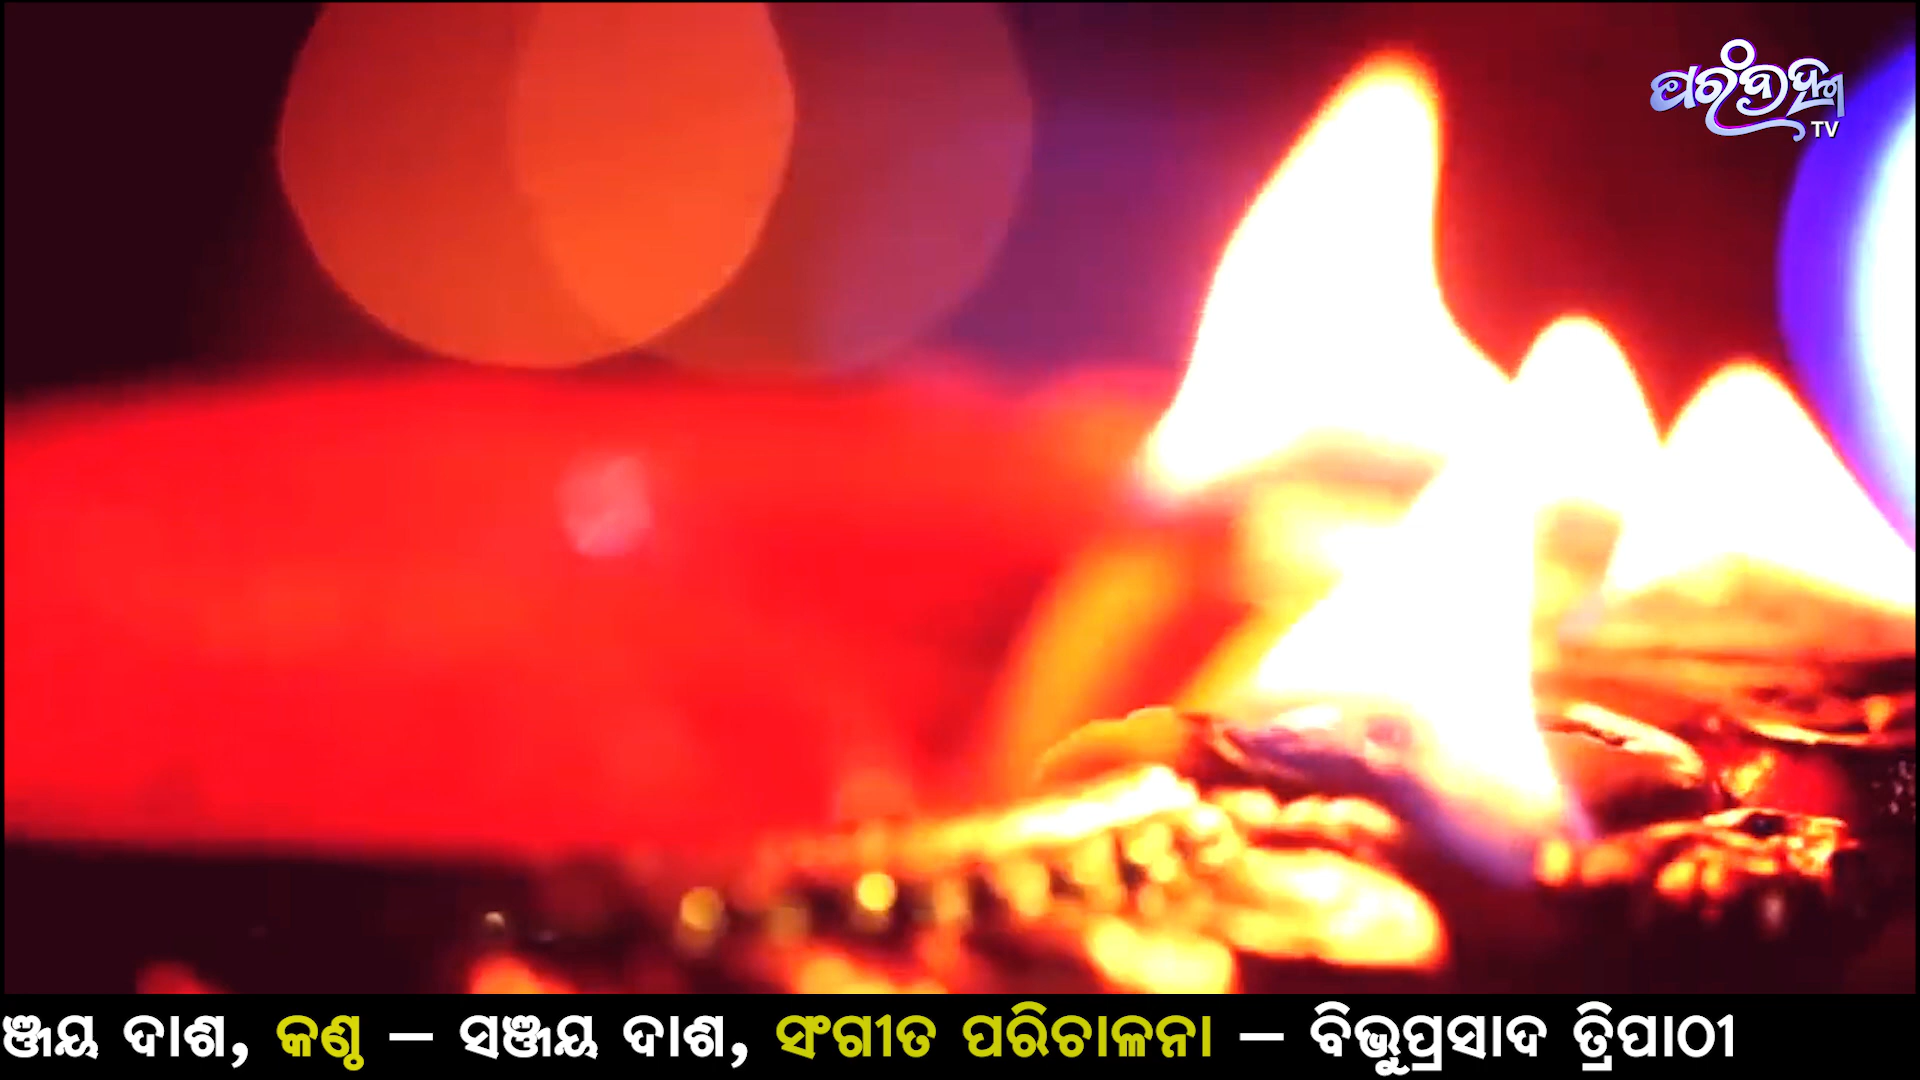 ପରଂବ୍ରହ୍ମ
TV
ଞ୍ଜୟ ଦାଶ, କଣ୍ଠ – ସଞ୍ଜୟ ଦାଶ, ସଂଗୀତ ପରିଚାଳନା – ବିଭୁପ୍ରସାଦ ତ୍ରିପାଠୀ